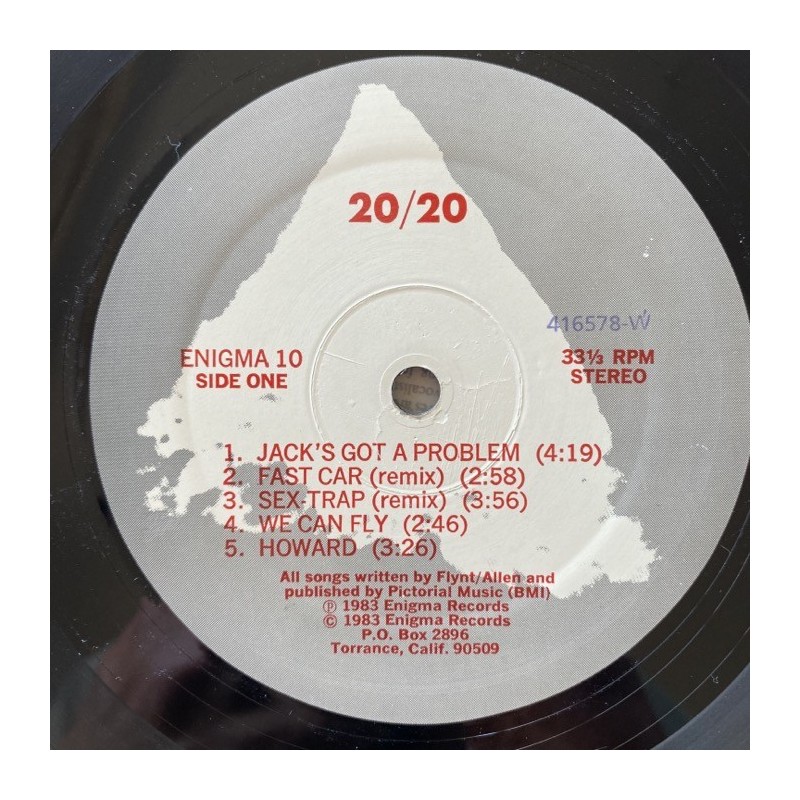 20/20
416578-W
ENIGMA 10
SIDE ONE
33⅓ RPM
STEREO
1. JACK'S GOT A PROBLEM (4:19)
2. FAST CAR (remix) (2:58)
3. SEX-TRAP (remix) (3:56)
4. WE CAN FLY (2:46)
5. HOWARD (3:26)
All songs written by Flynt/Allen and
published by Pictorial Music (BMI)
Ⓟ 1983 Enigma Records
© 1983 Enigma Records
P.O. Box 2896
Torrance, Calif. 90509